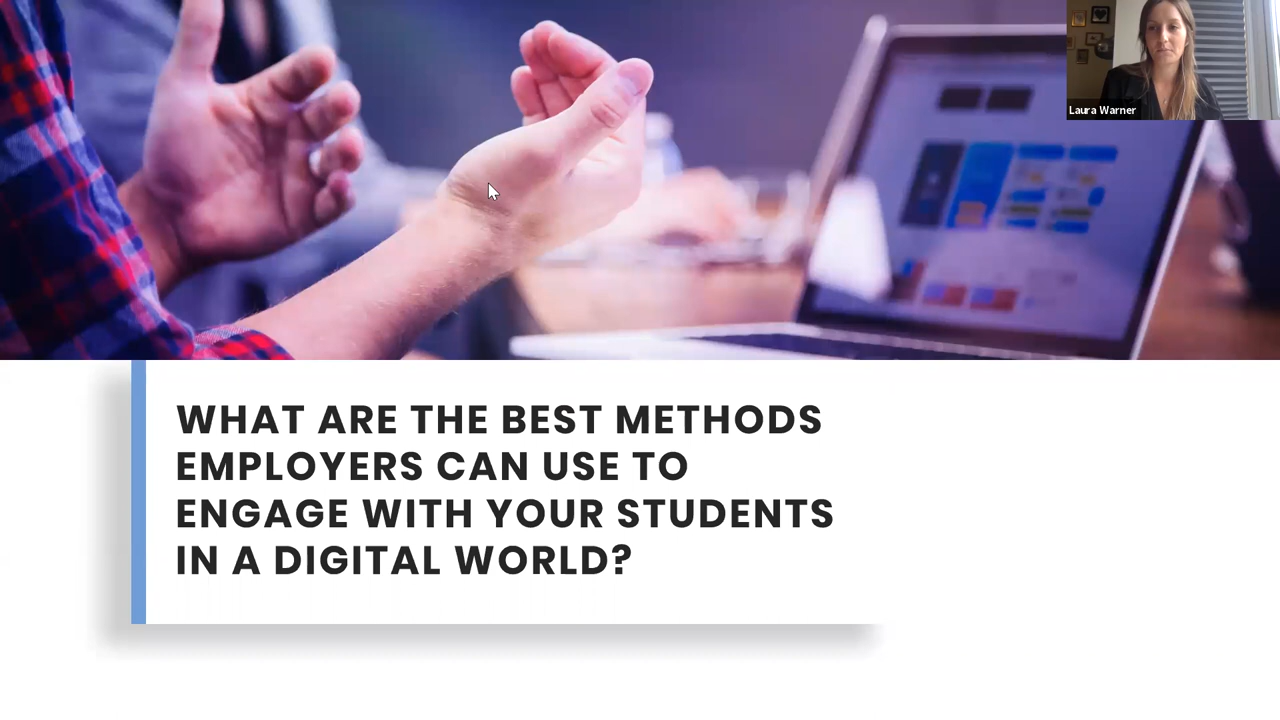 Laura Warner
WHAT ARE THE BEST METHODS
EMPLOYERS CAN USE TO
ENGAGE WITH YOUR STUDENTS
IN A DIGITAL WORLD?